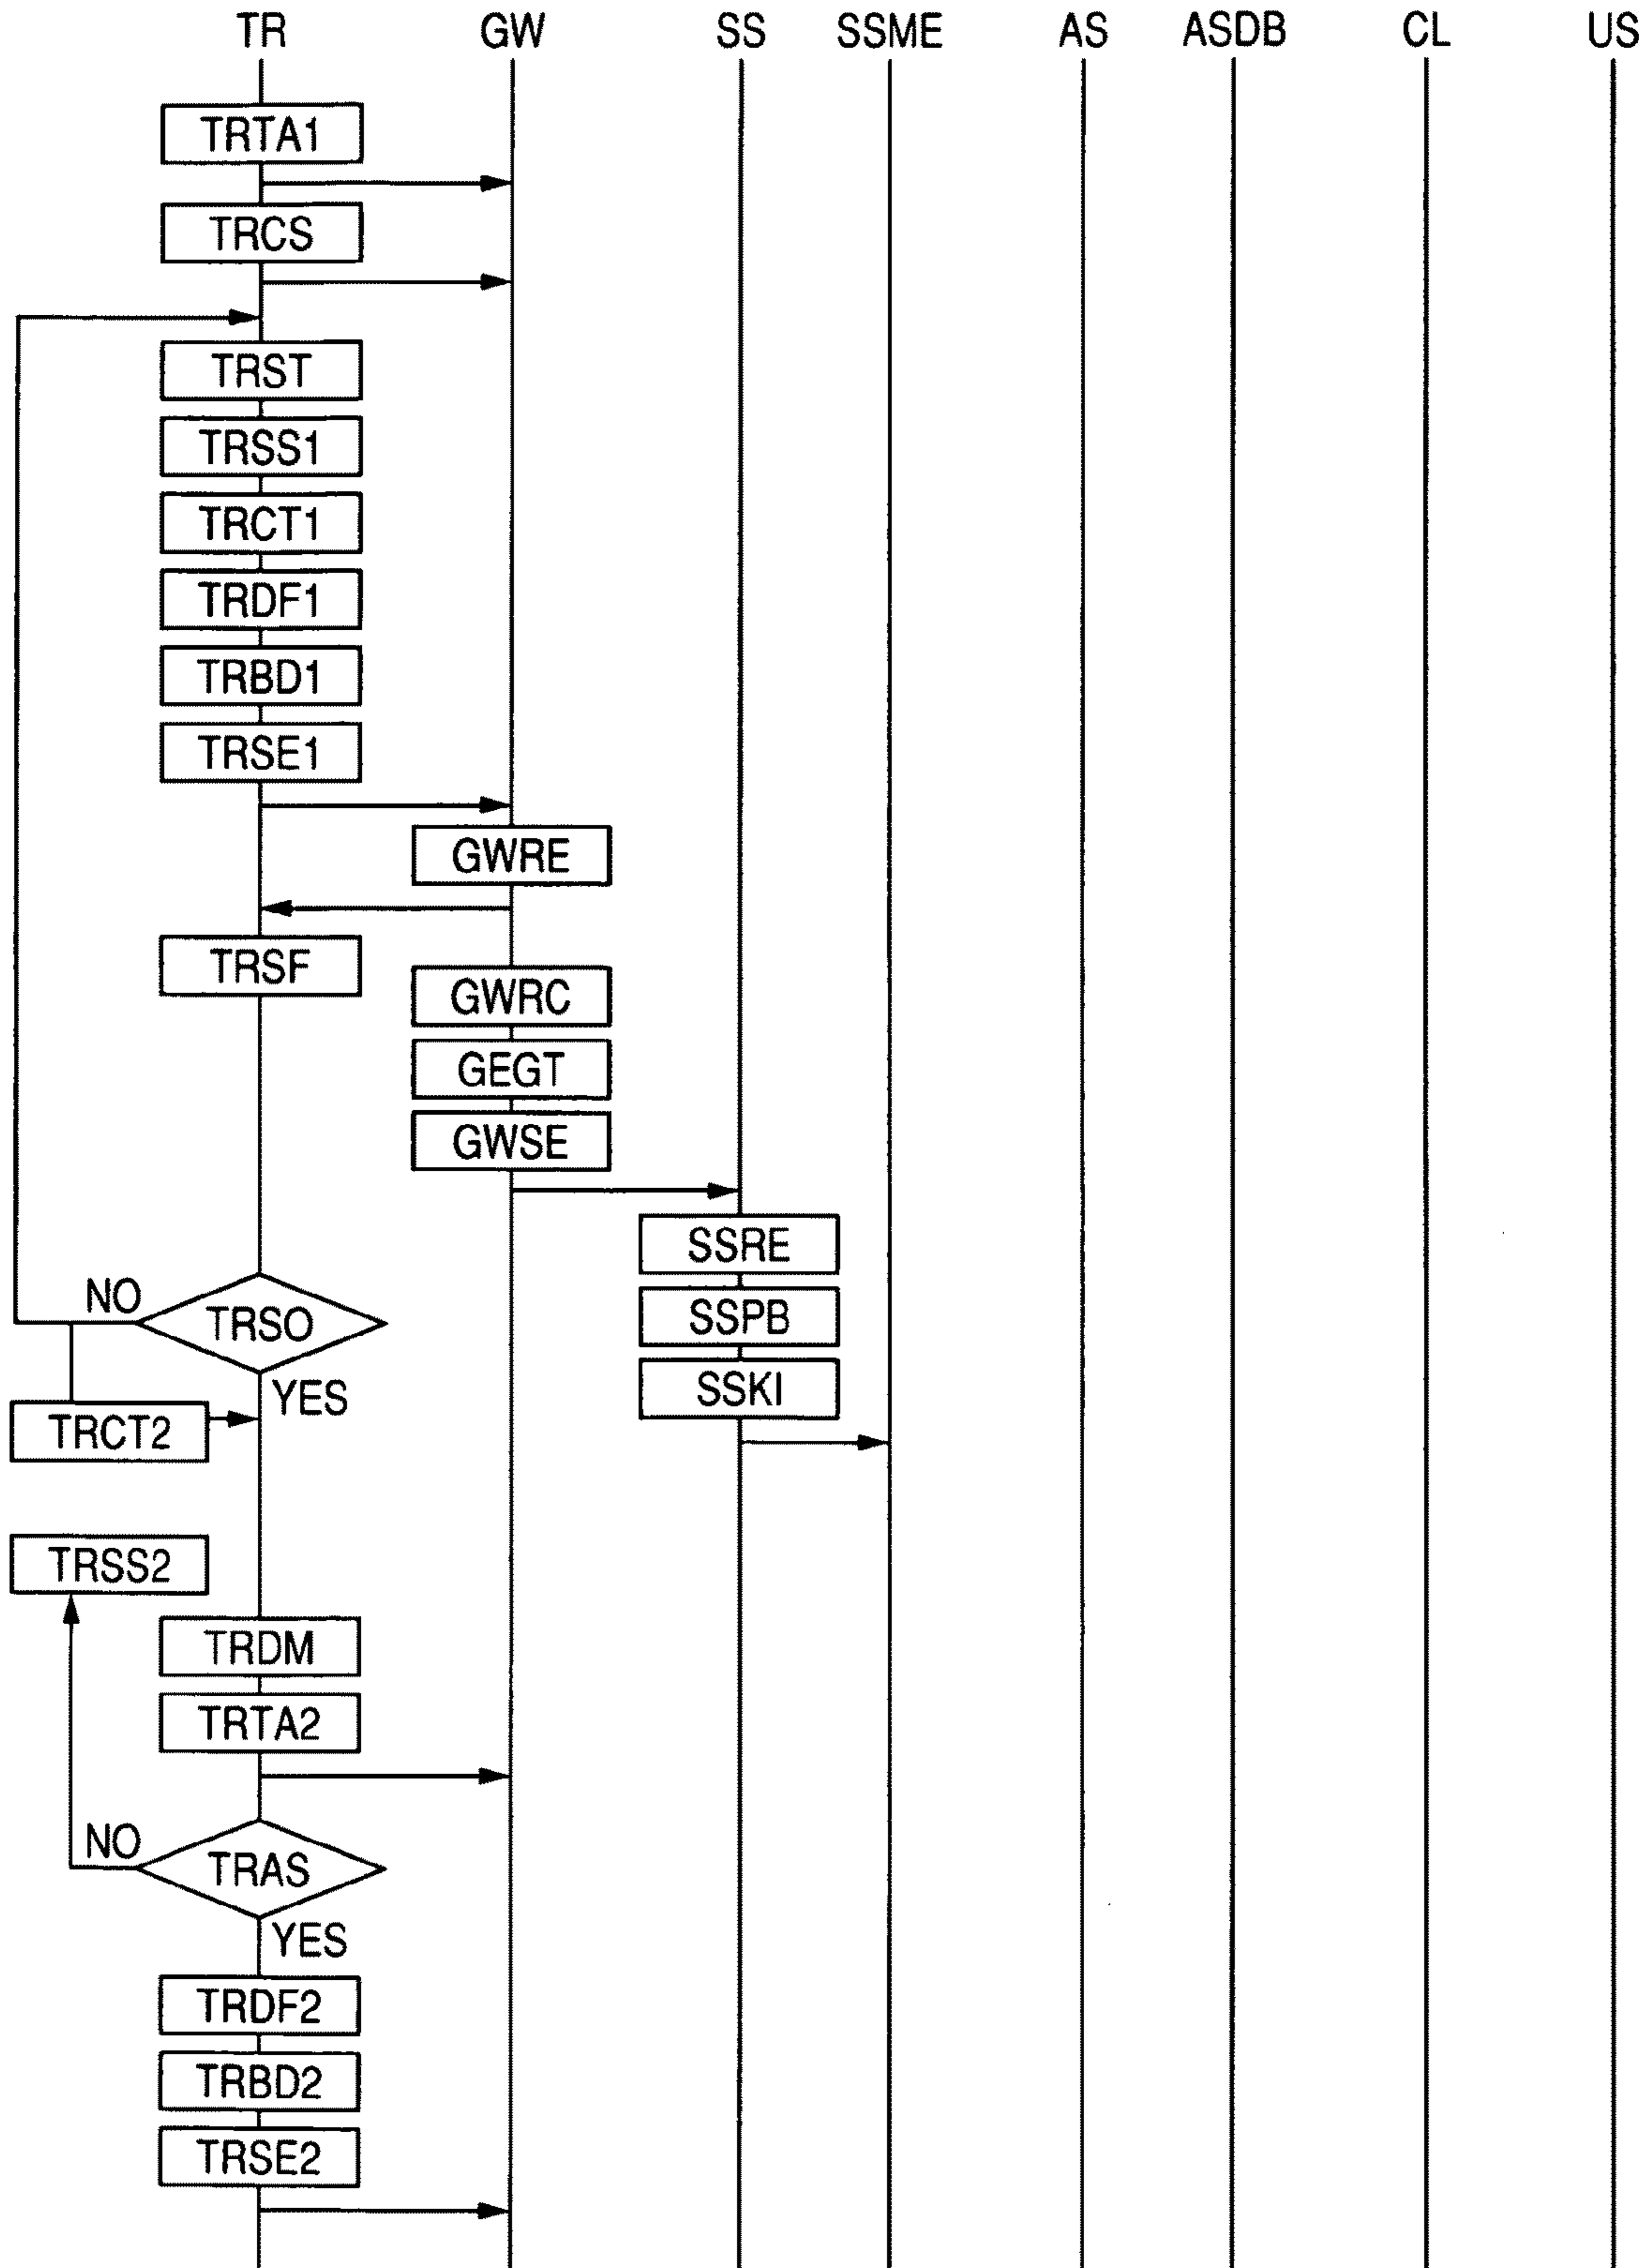 TR GW SS SSME AS ASDB CL US
TRTA1
TRCS
TRST
TRSS1
TRCT1
TRDF1
TRBD1
TRSE1
GWRE
TRSF
GWRC
GEGT
GWSE
SSRE
NO
TRSO
SSPB
YES
SSKI
TRCT2
TRSS2
TRDM
TRTA2
NO
TRAS
YES
TRDF2
TRBD2
TRSE2